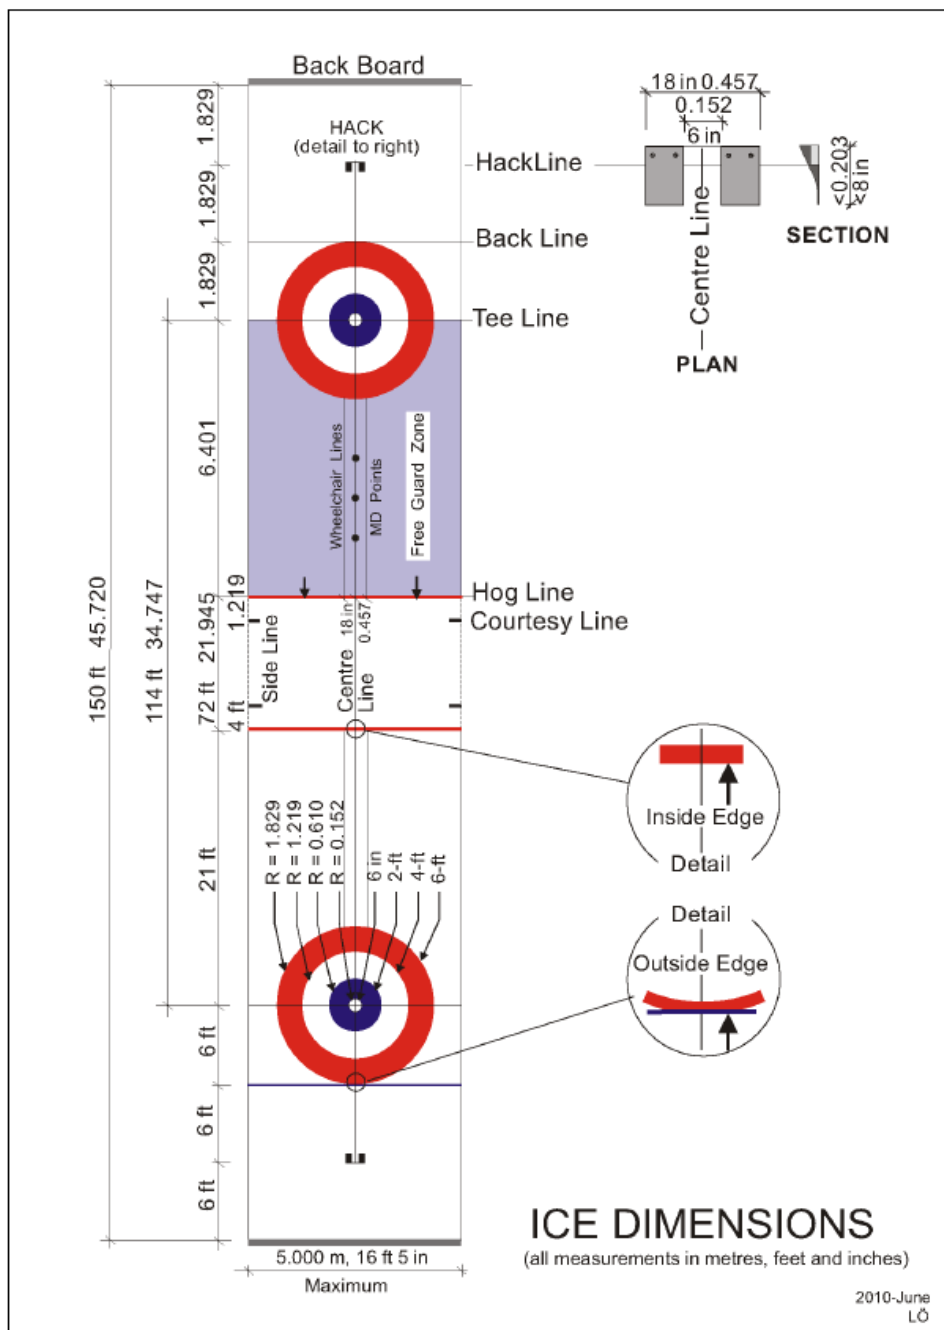 Back Board
18 in 0.457
0.152
6 in
1.829
HACK
(detail to right)
HackLine
<0.203
<8 in
1.829
Back Line
Centre Line
SECTION
1.829
Tee Line
PLAN
6.401
Wheelchair Lines
MD Points
Free Guard Zone
150 ft 45.720
114 ft 34.747
72 ft 21.945
4 ft
1.219
Hog Line
Courtesy Line
Side Line
18 in
0.457
Centre
Line
Inside Edge
Detail
21 ft
R = 1.829
R = 1.219
R = 0.610
R = 0.152
6 in
2-ft
4-ft
6-ft
Detail
Outside Edge
6 ft
6 ft
6 ft
ICE DIMENSIONS
(all measurements in metres, feet and inches)
5.000 m, 16 ft 5 in
Maximum
2010-June
LÖ